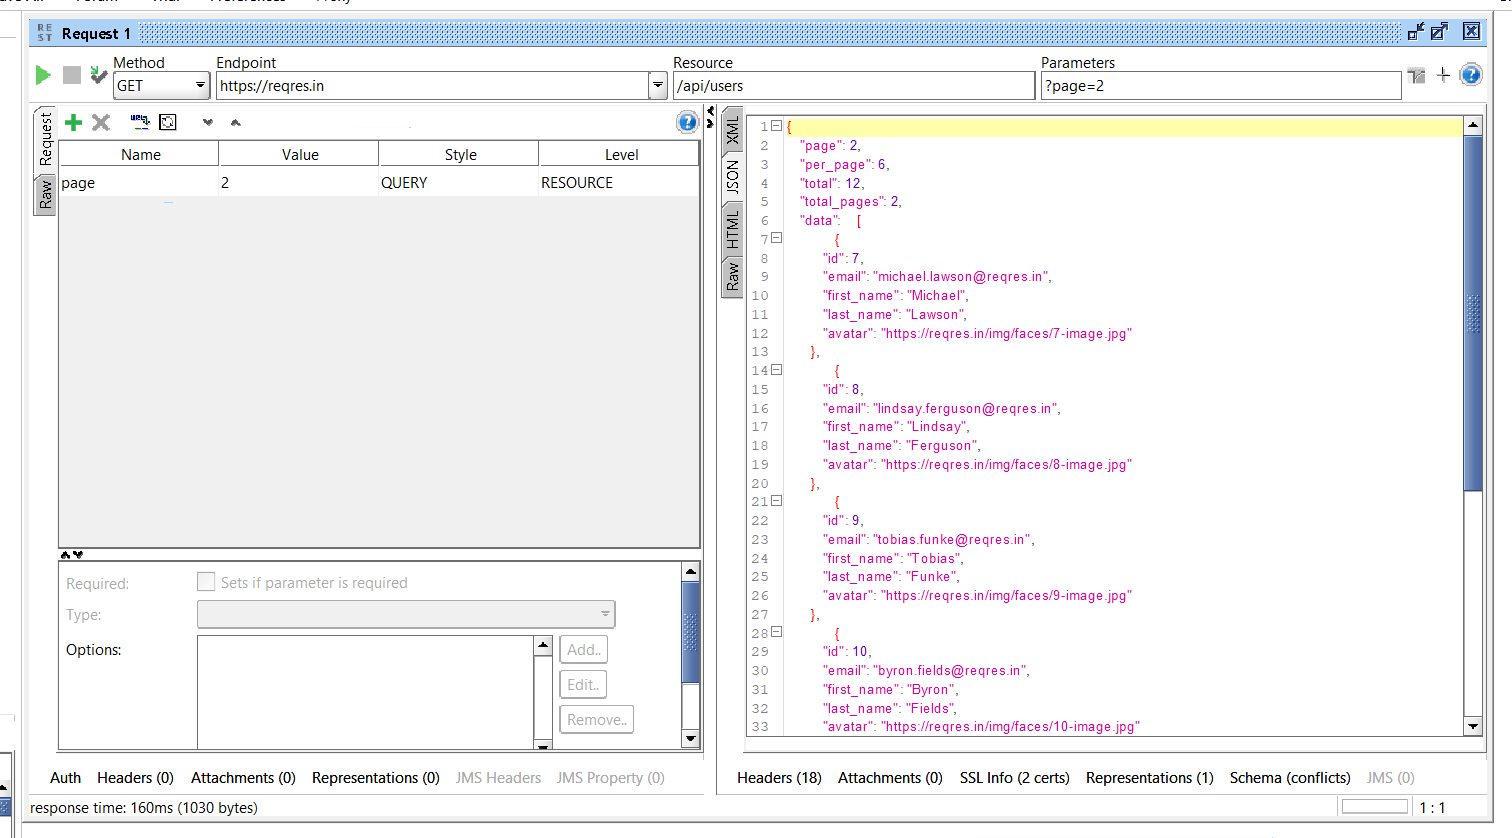 Preferences
Proxy
RE
ST
Request 1
Method
Endpoint
Resource
Parameters
GET
https://reqres.in
/api/users
?page=2
Request
Raw
Name Value Style Level
page 2 QUERY RESOURCE
Required: Sets if parameter is required
Type:
Options:
Add..
Edit..
Remove..
Auth Headers (0) Attachments (0) Representations (0) JMS Headers JMS Property (0)
XML
JSON
HTML
Raw
1 {
2 "page": 2,
3 "per_page": 6,
4 "total": 12,
5 "total_pages": 2,
6 "data": [
7 {
8 "id": 7,
9 "email": "michael.lawson@reqres.in",
10 "first_name": "Michael",
11 "last_name": "Lawson",
12 "avatar": "https://reqres.in/img/faces/7-image.jpg"
13 },
14 {
15 "id": 8,
16 "email": "lindsay.ferguson@reqres.in",
17 "first_name": "Lindsay",
18 "last_name": "Ferguson",
19 "avatar": "https://reqres.in/img/faces/8-image.jpg"
20 },
21 {
22 "id": 9,
23 "email": "tobias.funke@reqres.in",
24 "first_name": "Tobias",
25 "last_name": "Funke",
26 "avatar": "https://reqres.in/img/faces/9-image.jpg"
27 },
28 {
29 "id": 10,
30 "email": "byron.fields@reqres.in",
31 "first_name": "Byron",
32 "last_name": "Fields",
33 "avatar": "https://reqres.in/img/faces/10-image.jpg"
Headers (18) Attachments (0) SSL Info (2 certs) Representations (1) Schema (conflicts) JMS (0)
response time: 160ms (1030 bytes)
1 : 1